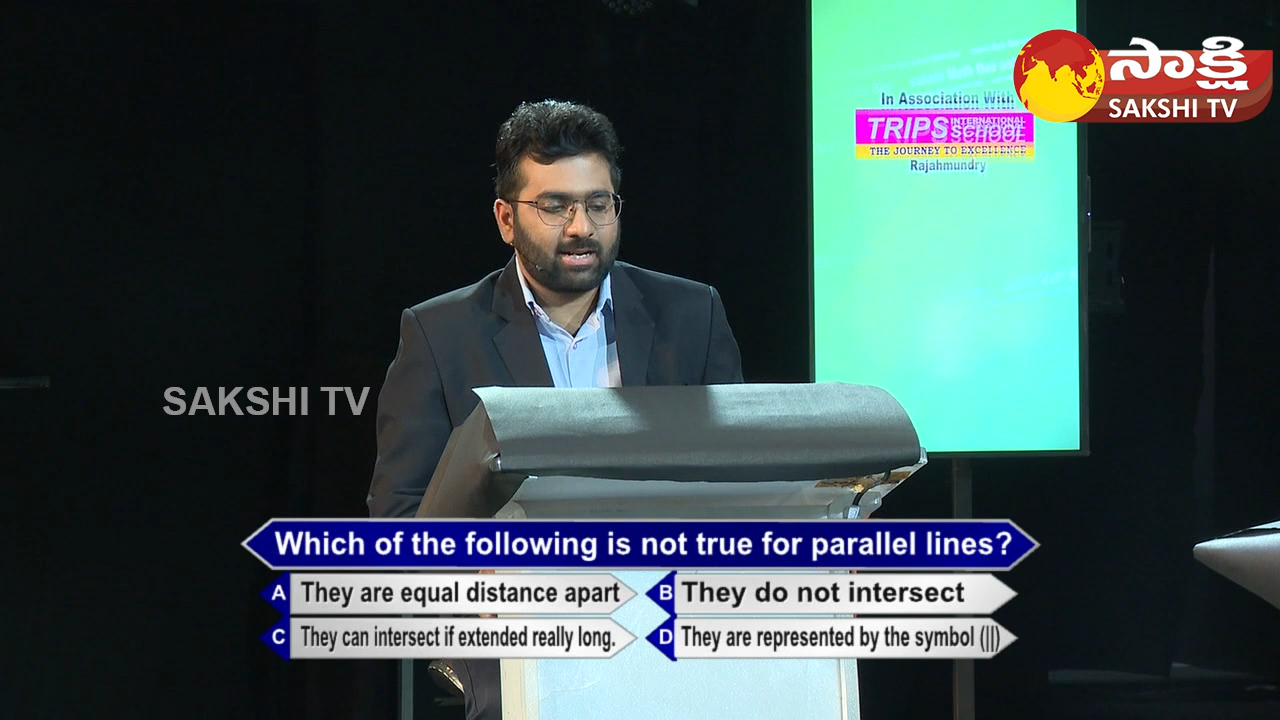 సాక్షి
SAKSHI TV
In Association With
TRIPS INTERNATIONAL SCHOOL
THE JOURNEY TO EXCELLENCE
Rajahmundry
SAKSHI TV
Which of the following is not true for parallel lines?
A They are equal distance apart
B They do not intersect
C They can intersect if extended really long.
D They are represented by the symbol (||)